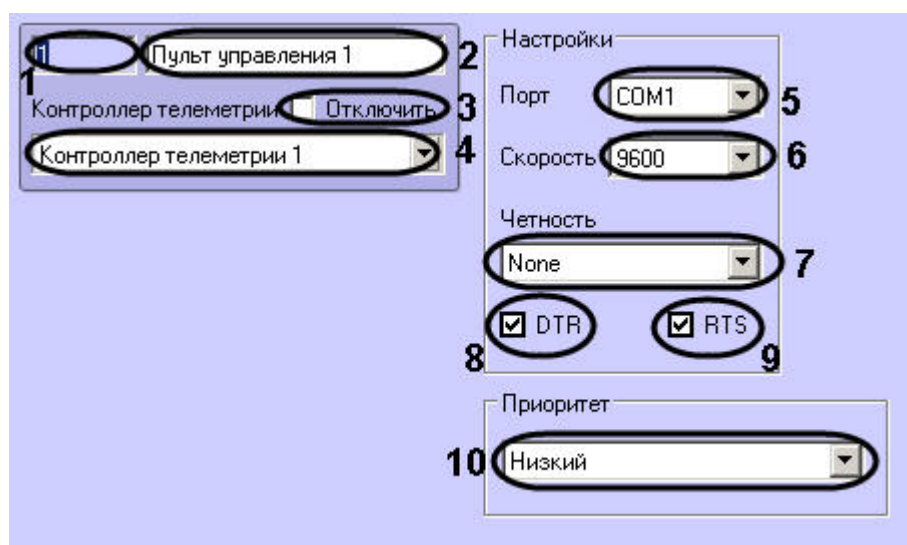 1 Пульт управления 1 2
1
Контроллер телеметрии Отключить 3
Контроллер телеметрии 1 4
Настройки
Порт COM1 5
Скорость 9600 6
Четность
None 7
DTR RTS
8 9
Приоритет
10 Низкий